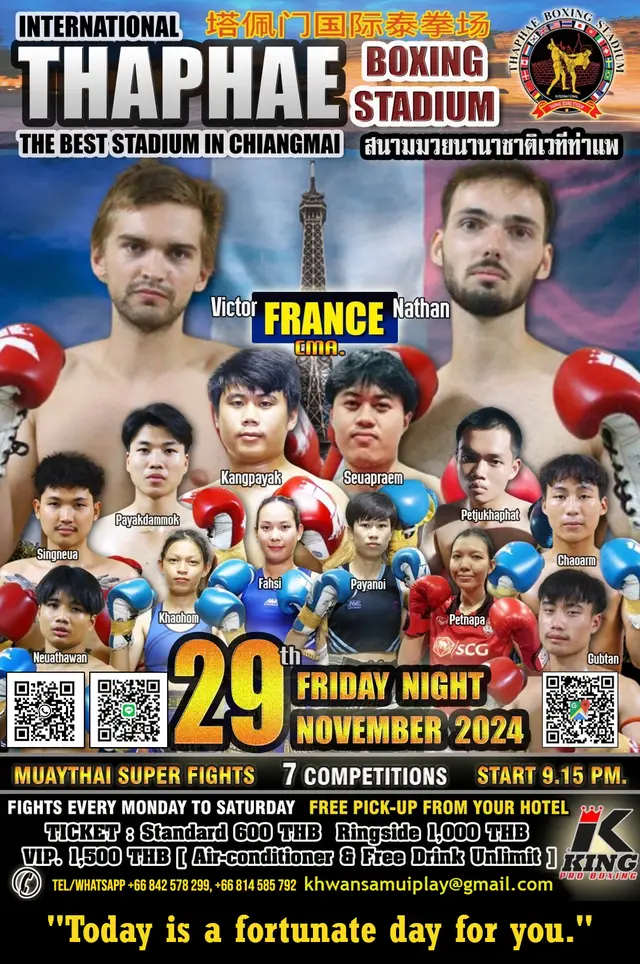 INTERNATIONAL
塔佩门国际泰拳场
THAPHAE
BOXING
STADIUM
THAPHAE BOXING STADIUM
THE BEST STADIUM IN CHIANGMAI
สนามมวยนานาชาติเวทีท่าแพ
Victor
FRANCE
Nathan
CMA.
Kangpayak
Seuapraem
Payakdammok
Petjukhaphat
Singneua
Chaoarm
Khaohom
Fahsi
Payanoi
Petnapa
SCG
Neuathawan
Gubtan
29th
FRIDAY NIGHT
NOVEMBER 2024
MUAYTHAI SUPER FIGHTS 7 COMPETITIONS START 9.15 PM.
FIGHTS EVERY MONDAY TO SATURDAY FREE PICK-UP FROM YOUR HOTEL
TICKET : Standard 600 THB Ringside 1,000 THB
VIP. 1,500 THB [ Air-conditioner & Free Drink Unlimit ]
K
KING
PRO BOXING
TEL/WHATSAPP +66 842 578 299, +66 814 585 792 khwansamuiplay@gmail.com
"Today is a fortunate day for you."